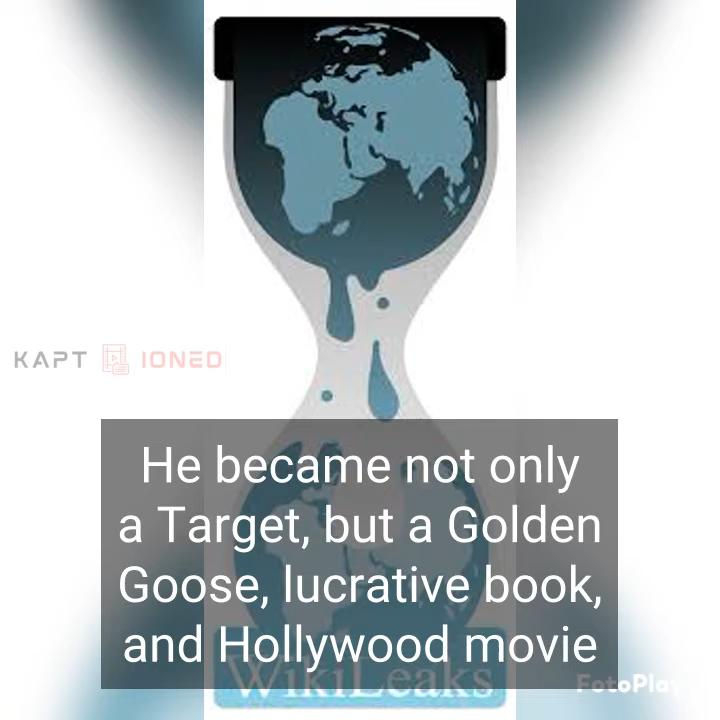 KAPT IONED
He became not only
a Target, but a Golden
Goose, lucrative book,
and Hollywood movie
WikiLeaks
FotoPlay